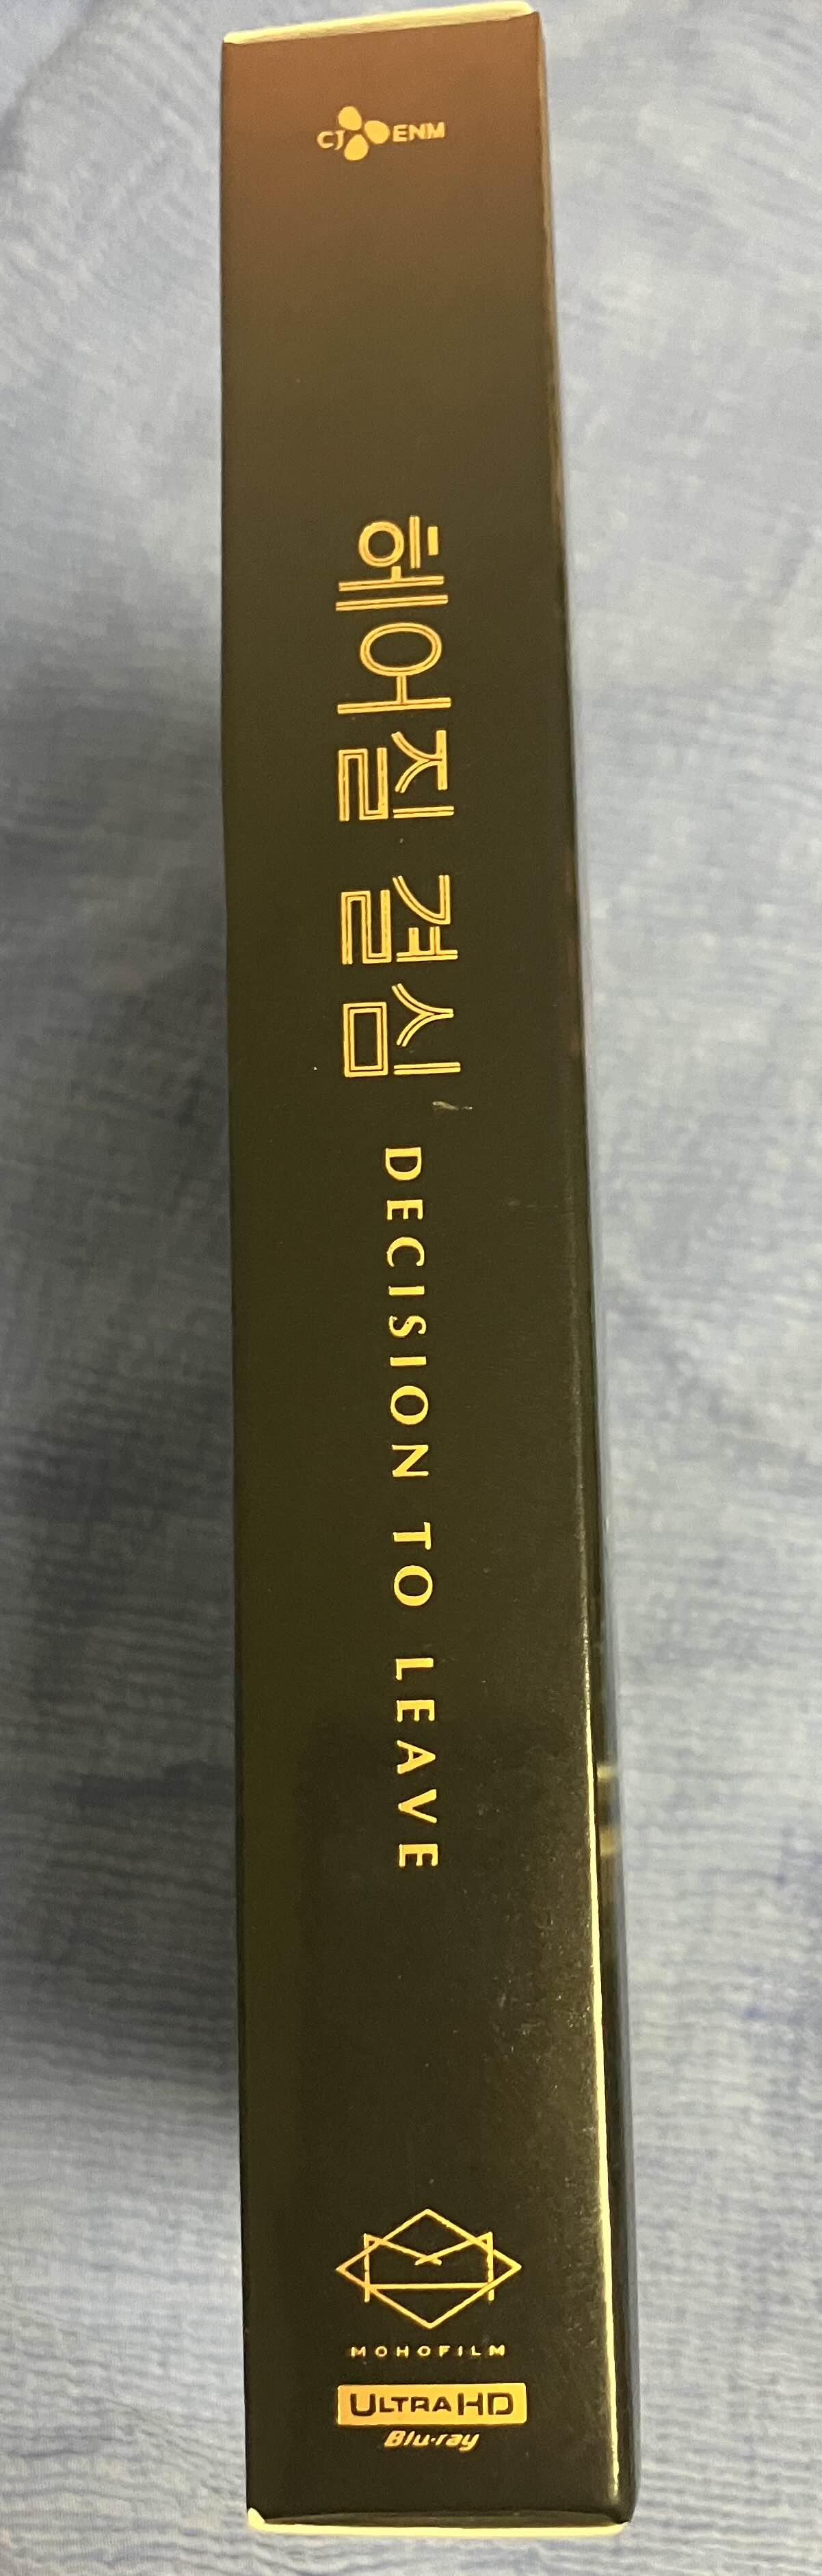 CJ ENM
헤어질 결심
DECISION TO LEAVE
MOHOFILM
ULTRA HD
Blu-ray